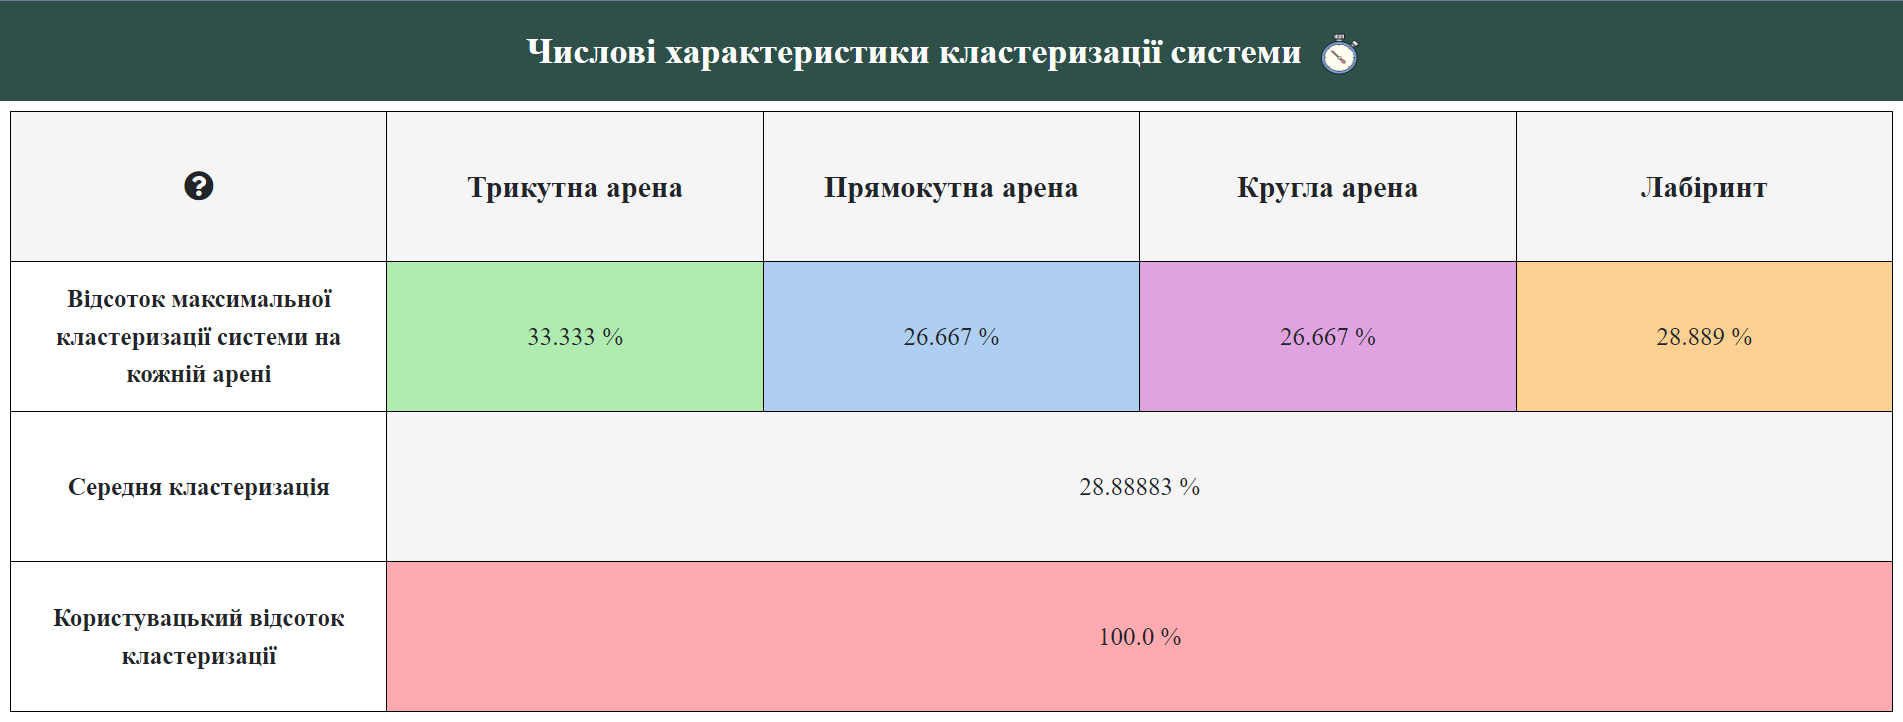 Числові характеристики кластеризації системи
?
Трикутна арена
Прямокутна арена
Кругла арена
Лабіринт
Відсоток максимальної
кластеризації системи на
кожній арені
33.333 %
26.667 %
26.667 %
28.889 %
Середня кластеризація
28.88883 %
Користувацький відсоток
кластеризації
100.0 %